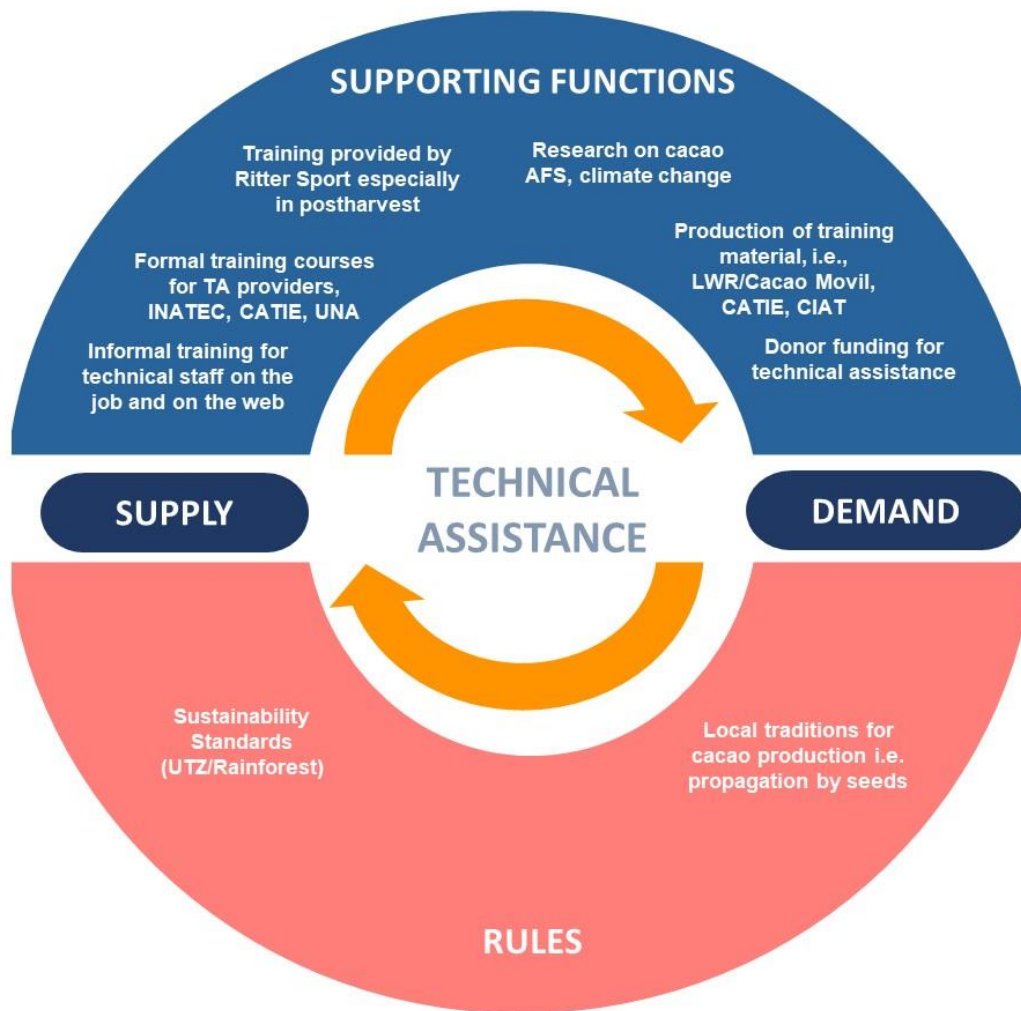 SUPPORTING FUNCTIONS
Training provided by
Ritter Sport especially
in postharvest
Research on cacao
AFS, climate change
Formal training courses
for TA providers,
INATEC, CATIE, UNA
Production of training
material, i.e.,
LWR/Cacao Movil,
CATIE, CIAT
Informal training for
technical staff on the
job and on the web
Donor funding for
technical assistance
SUPPLY
TECHNICAL
ASSISTANCE
DEMAND
Sustainability
Standards
(UTZ/Rainforest)
Local traditions for
cacao production i.e.
propagation by seeds
RULES